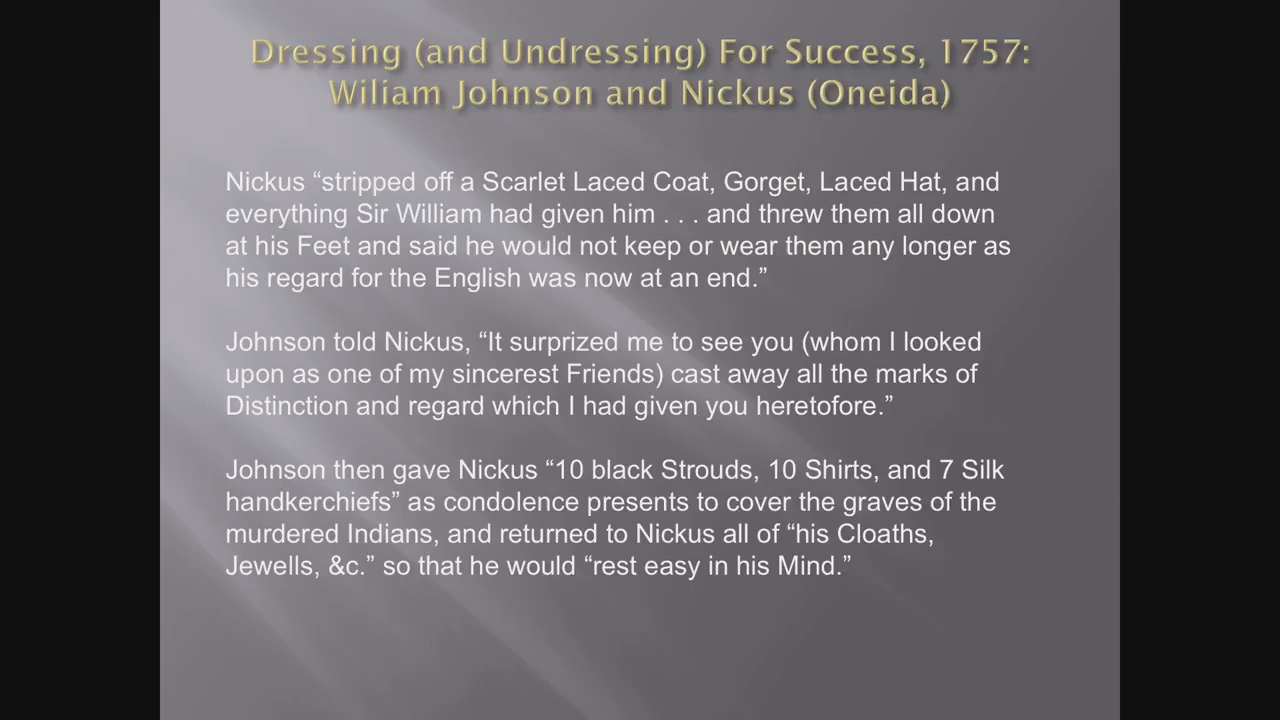 Dressing (and Undressing) For Success, 1757:
Wiliam Johnson and Nickus (Oneida)
Nickus “stripped off a Scarlet Laced Coat, Gorget, Laced Hat, and
everything Sir William had given him . . . and threw them all down
at his Feet and said he would not keep or wear them any longer as
his regard for the English was now at an end.”
Johnson told Nickus, “It surprized me to see you (whom I looked
upon as one of my sincerest Friends) cast away all the marks of
Distinction and regard which I had given you heretofore.”
Johnson then gave Nickus “10 black Strouds, 10 Shirts, and 7 Silk
handkerchiefs” as condolence presents to cover the graves of the
murdered Indians, and returned to Nickus all of “his Cloaths,
Jewells, &c.” so that he would “rest easy in his Mind.”